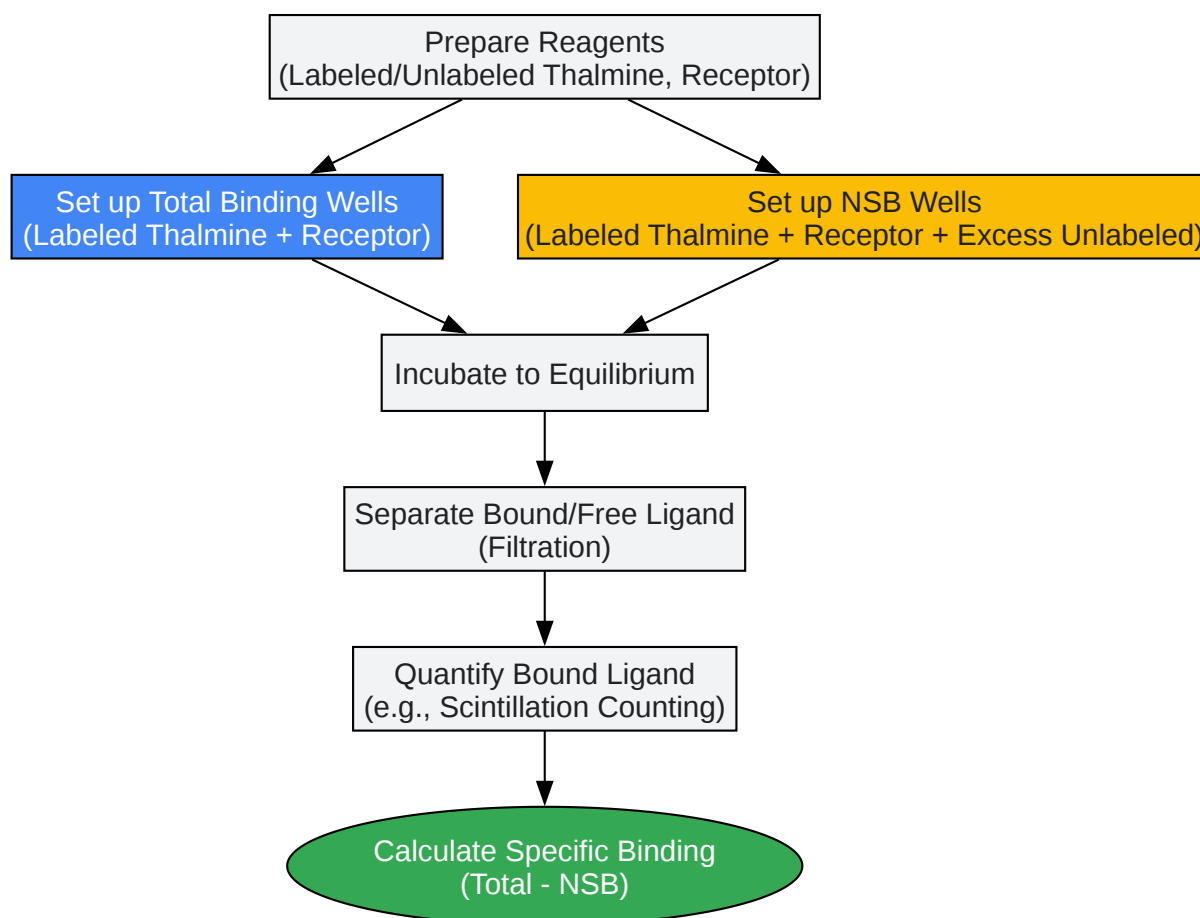 Prepare Reagents
(Labeled/Unlabeled Thalmine, Receptor)
Set up Total Binding Wells
(Labeled Thalmine + Receptor)
Set up NSB Wells
(Labeled Thalmine + Receptor + Excess Unlabeled)
Incubate to Equilibrium
Separate Bound/Free Ligand
(Filtration)
Quantify Bound Ligand
(e.g., Scintillation Counting)
Calculate Specific Binding
(Total - NSB)